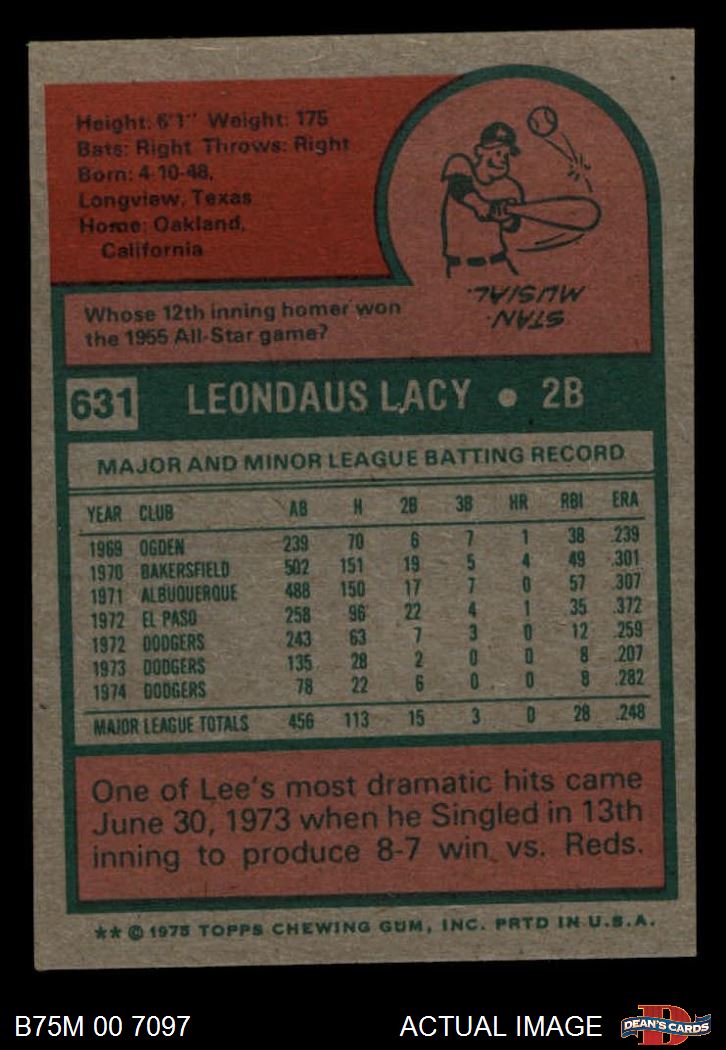 Height: 6'1" Weight: 175
Bats: Right Throws: Right
Born: 4-10-48,
Longview, Texas
Home: Oakland,
California
Whose 12th inning homer won
the 1955 All-Star game?
STAN
MUSIAL.
631 LEONDAUS LACY • 2B
MAJOR AND MINOR LEAGUE BATTING RECORD
YEAR CLUB AB H 2B 3B HR RBI ERA
1969 OGDEN 239 70 6 7 1 38 .239
1970 BAKERSFIELD 502 151 19 5 4 49 .301
1971 ALBUQUERQUE 488 150 17 7 0 57 .307
1972 EL PASO 258 96 22 4 1 35 .372
1972 DODGERS 243 63 7 3 0 12 .259
1973 DODGERS 135 28 2 0 0 8 .207
1974 DODGERS 78 22 6 0 0 8 .282
MAJOR LEAGUE TOTALS 456 113 15 3 0 28 .248
One of Lee's most dramatic hits came
June 30, 1973 when he Singled in 13th
inning to produce 8-7 win vs. Reds.
** © 1975 TOPPS CHEWING GUM, INC. PRTD IN U.S.A.
B75M 00 7097 ACTUAL IMAGE D DEAN'S CARDS